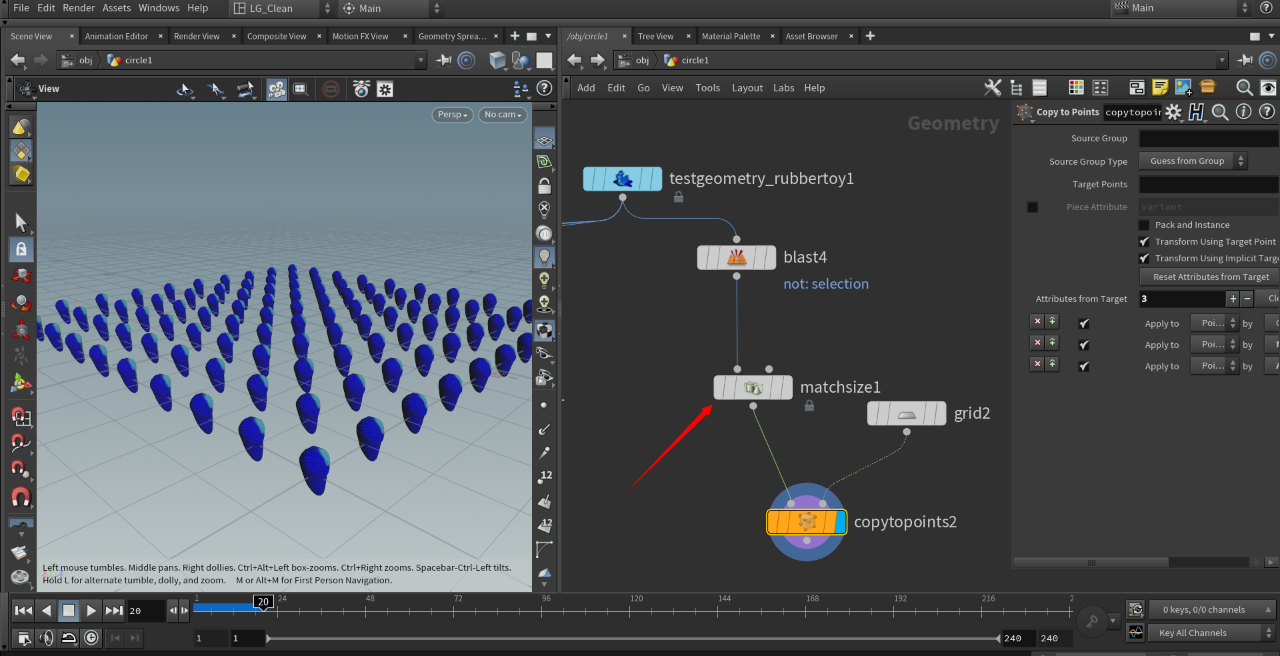 File Edit Render Assets Windows Help LG_Clean Main Main
Scene View Animation Editor Render View Composite View Motion FX View Geometry Sprea...
/obj/circle1 Tree View Material Palette Asset Browser
obj circle1
obj circle1
View
Add Edit Go View Tools Layout Labs Help
Persp No cam
Geometry
testgeometry_rubbertoy1
blast4
not: selection
matchsize1
grid2
copytopoints2
Copy to Points copytopoin
Source Group
Source Group Type Guess from Group
Target Points
Piece Attribute variant
Pack and Instance
Transform Using Target Point
Transform Using Implicit Targe
Reset Attributes from Target
Attributes from Target 3 Cle
Apply to Poi... by
Apply to Poi... by
Apply to Poi... by
12
12
Left mouse tumbles. Middle pans. Right dollies. Ctrl+Alt+Left box-zooms. Ctrl+Right zooms. Spacebar-Ctrl-Left tilts.
Hold L for alternate tumble, dolly, and zoom. M or Alt+M for First Person Navigation.
20 1 20 24 48 72 96 120 144 168 192 216 2
0 keys, 0/0 channels
1 1 240 240
Key All Channels